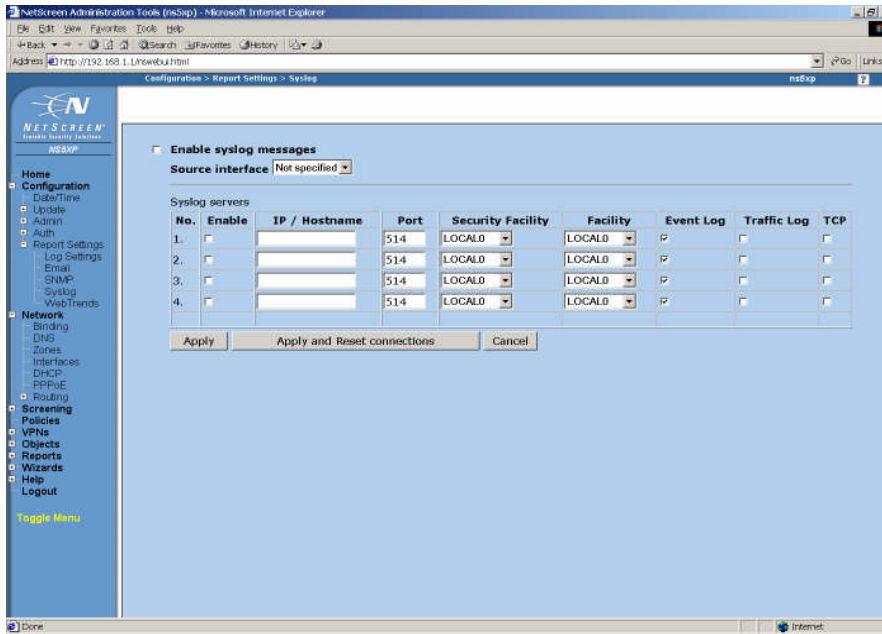 NetScreen Administration Tools (ns5xp) - Microsoft Internet Explorer
File Edit View Favorites Tools Help
Back Search Favorites History
Address http://192.168.1.1/nswebui.html Go Links
Configuration > Report Settings > Syslog ns5xp ?
N
NETSCREEN
Scalable Security Solutions
NS5XP
Home
Configuration
Date/Time
Update
Admin
Auth
Report Settings
Log Settings
Email
SNMP
Syslog
WebTrends
Network
Binding
DNS
Zones
Interfaces
DHCP
PPPoE
Routing
Screening
Policies
VPNs
Objects
Reports
Wizards
Help
Logout
Toggle Menu
Enable syslog messages
Source interface Not specified
Syslog servers
No. Enable IP / Hostname Port Security Facility Facility Event Log Traffic Log TCP
1. 514 LOCAL0 LOCAL0
2. 514 LOCAL0 LOCAL0
3. 514 LOCAL0 LOCAL0
4. 514 LOCAL0 LOCAL0
Apply Apply and Reset connections Cancel
Done Internet